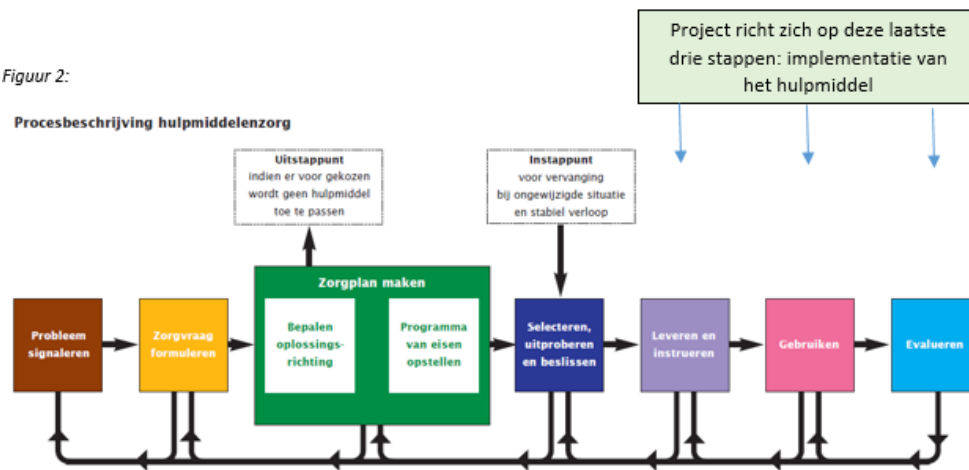 Project richt zich op deze laatste
drie stappen: implementatie van
het hulpmiddel
Figuur 2:
Procesbeschrijving hulpmiddelenzorg
Uitstappunt
indien er voor gekozen
wordt geen hulpmiddel
toe te passen
Instappunt
voor vervanging
bij ongewijzigde situatie
en stabiel verloop
Probleem
signaleren
Zorgvraag
formuleren
Zorgplan maken
Bepalen
oplossings-
richting
Programma
van eisen
opstellen
Selecteren,
uitproberen
en beslissen
Leveren en
instrueren
Gebruiken
Evalueren